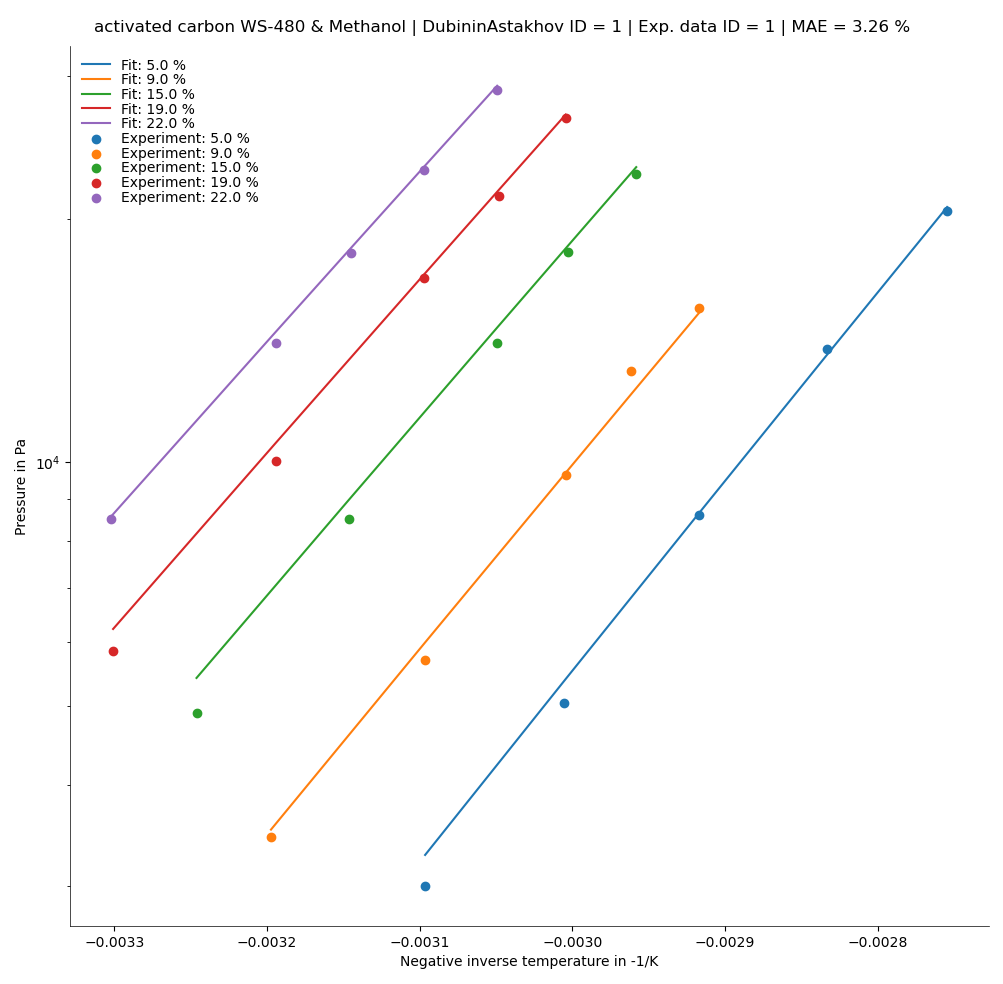 activated carbon WS-480 & Methanol | DubininAstakhov ID = 1 | Exp. data ID = 1 | MAE = 3.26 %
Fit: 5.0 %
Fit: 9.0 %
Fit: 15.0 %
Fit: 19.0 %
Fit: 22.0 %
Experiment: 5.0 %
Experiment: 9.0 %
Experiment: 15.0 %
Experiment: 19.0 %
Experiment: 22.0 %
Pressure in Pa
10⁴
−0.0033 −0.0032 −0.0031 −0.0030 −0.0029 −0.0028
Negative inverse temperature in -1/K